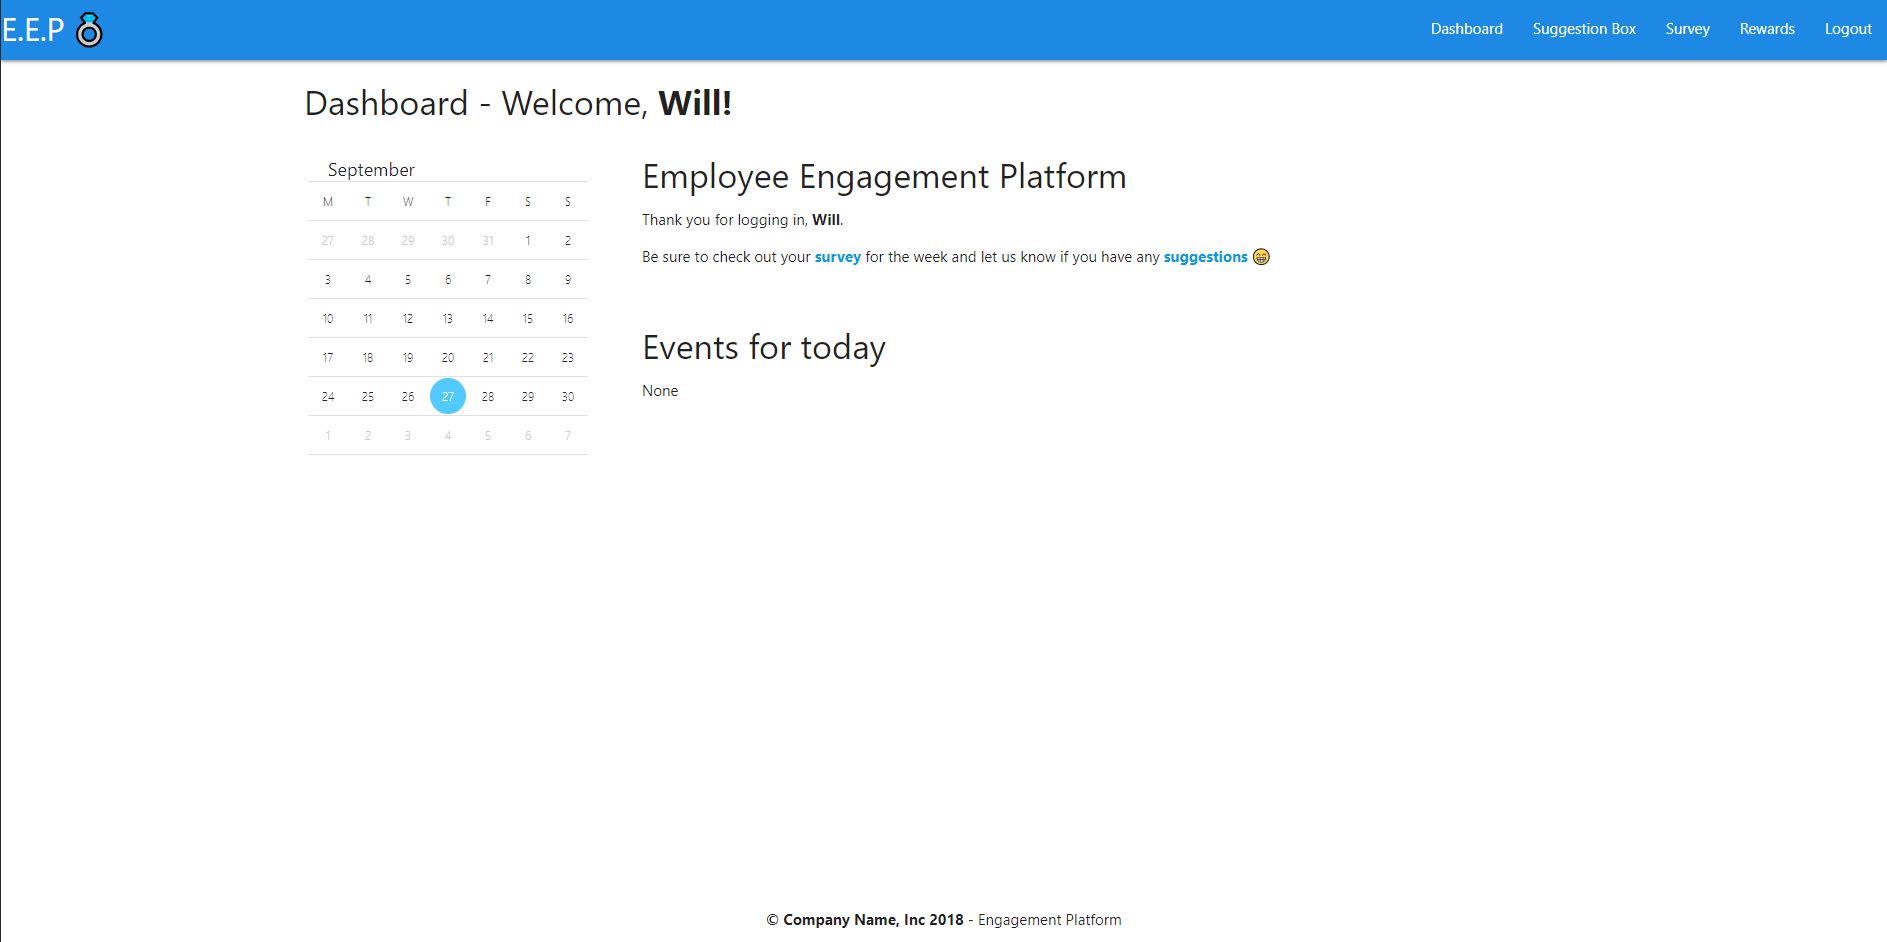 E.E.P
Dashboard Suggestion Box Survey Rewards Logout
Dashboard - Welcome, Will!
September
M T W T F S S
27 28 29 30 31 1 2
3 4 5 6 7 8 9
10 11 12 13 14 15 16
17 18 19 20 21 22 23
24 25 26 27 28 29 30
1 2 3 4 5 6 7
Employee Engagement Platform
Thank you for logging in, Will.
Be sure to check out your survey for the week and let us know if you have any suggestions 😁
Events for today
None
© Company Name, Inc 2018 - Engagement Platform